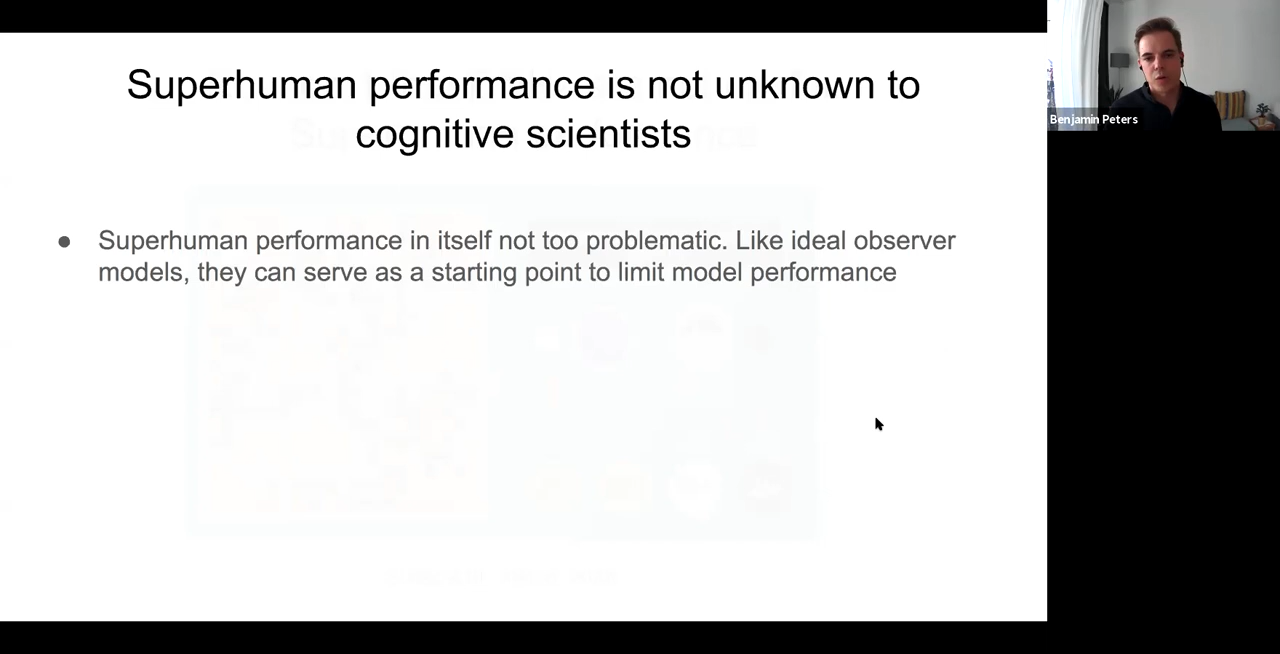 Superhuman performance is not unknown to
cognitive scientists
● Superhuman performance in itself not too problematic. Like ideal observer
models, they can serve as a starting point to limit model performance
Benjamin Peters